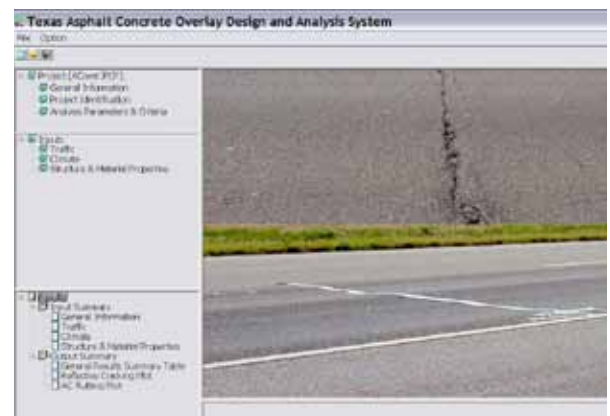 Texas Asphalt Concrete Overlay Design and Analysis System
File Option
General Information
Project Identification
Analysis Parameters & Criteria
Inputs
Traffic
Climate
Structure & Material Properties
Results
Input Summary
General Information
Traffic
Climate
Structure & Material Properties
Output Summary
General Results Summary Table
Reflective Cracking Plot
AC Rutting Plot